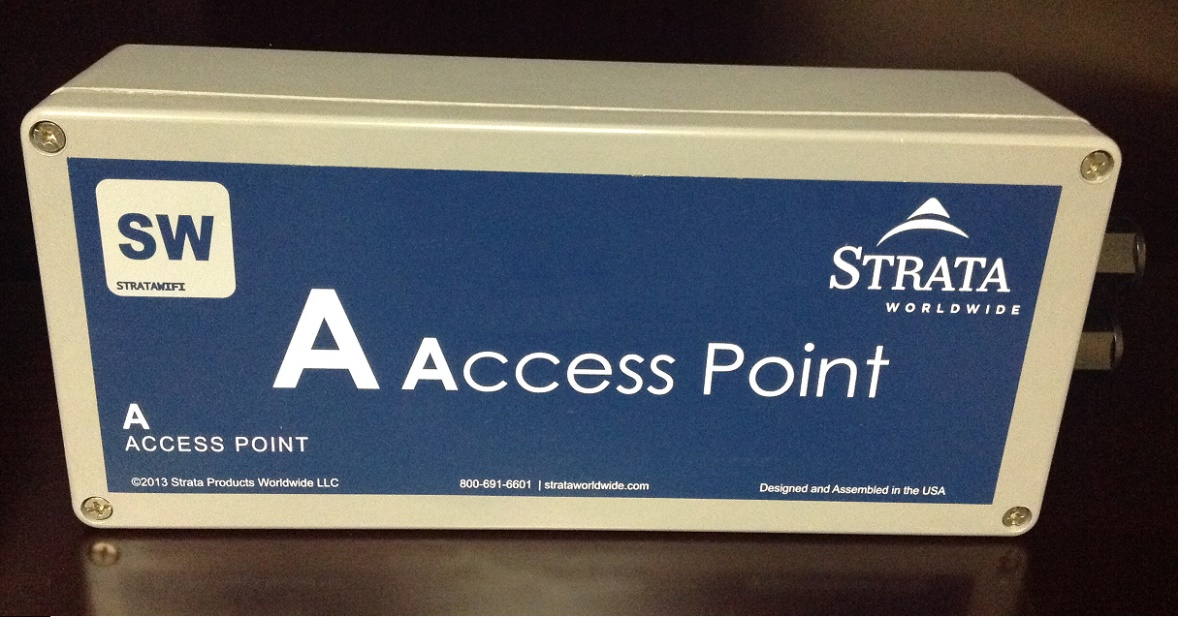 SW
STRATAWIFI
STRATA
WORLDWIDE
A Access Point
A
ACCESS POINT
©2013 Strata Products Worldwide LLC
800-691-6601 | strataworldwide.com
Designed and Assembled in the USA